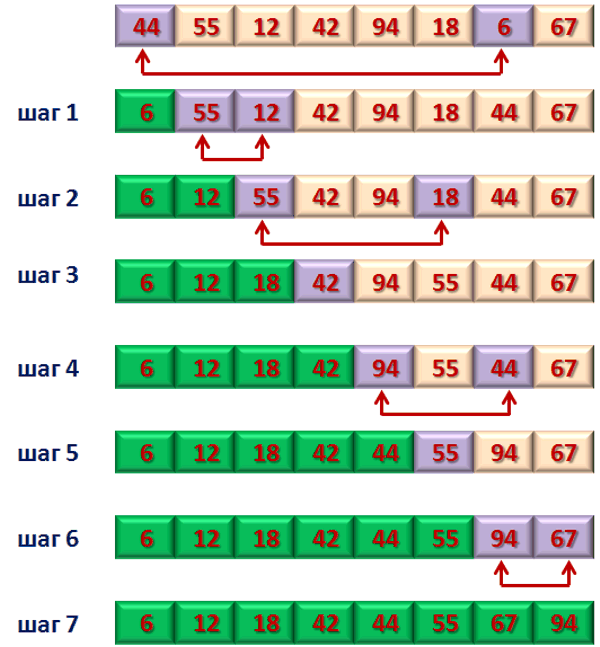 44 55 12 42 94 18 6 67
шаг 1 6 55 12 42 94 18 44 67
шаг 2 6 12 55 42 94 18 44 67
шаг 3 6 12 18 42 94 55 44 67
шаг 4 6 12 18 42 94 55 44 67
шаг 5 6 12 18 42 44 55 94 67
шаг 6 6 12 18 42 44 55 94 67
шаг 7 6 12 18 42 44 55 67 94